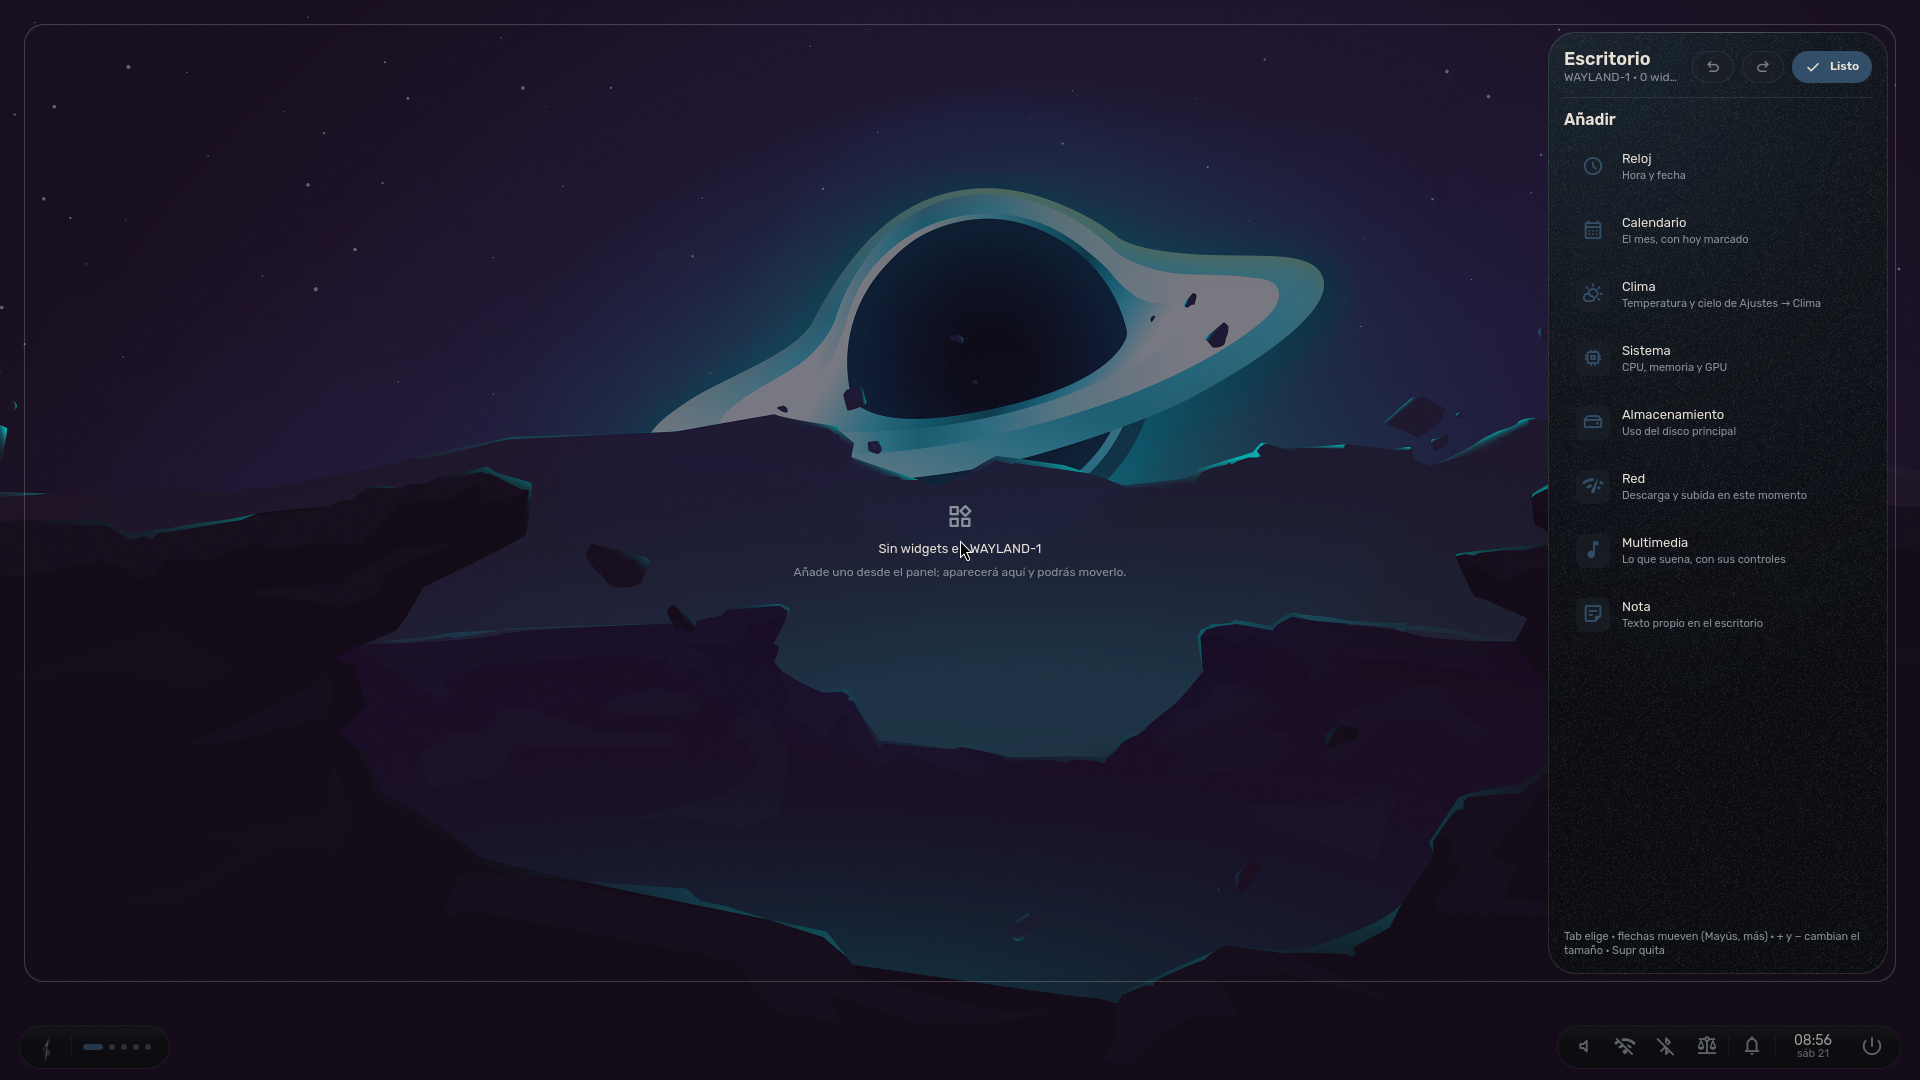 Escritorio
WAYLAND-1 • 0 wid...
Listo
Añadir
Reloj
Hora y fecha
Calendario
El mes, con hoy marcado
Clima
Temperatura y cielo de Ajustes → Clima
Sistema
CPU, memoria y GPU
Almacenamiento
Uso del disco principal
Red
Descarga y subida en este momento
Multimedia
Lo que suena, con sus controles
Nota
Texto propio en el escritorio
Sin widgets e WAYLAND-1
Añade uno desde el panel; aparecerá aquí y podrás moverlo.
Tab elige • flechas mueven (Mayús, más) • + y − cambian el
tamaño • Supr quita
08:56
sáb 21